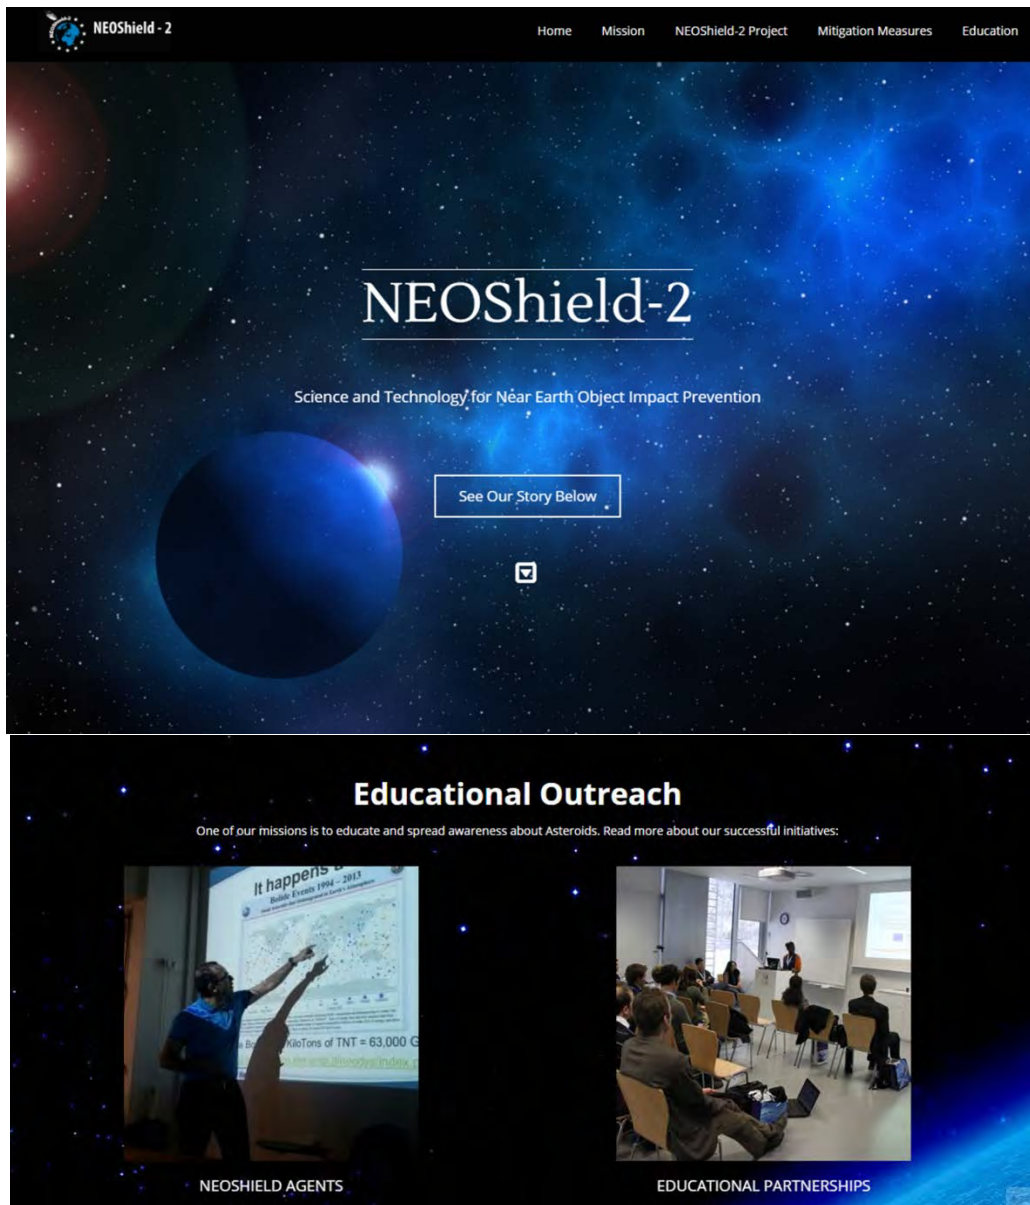 NEOShield - 2
Home Mission NEOShield-2 Project Mitigation Measures Education
NEOShield-2
Science and Technology for Near Earth Object Impact Prevention
See Our Story Below
Educational Outreach
One of our missions is to educate and spread awareness about Asteroids. Read more about our successful initiatives:
It happens
Bolide Events 1994 – 2013
KiloTons of TNT = 63,000 G
NEOSHIELD AGENTS
EDUCATIONAL PARTNERSHIPS